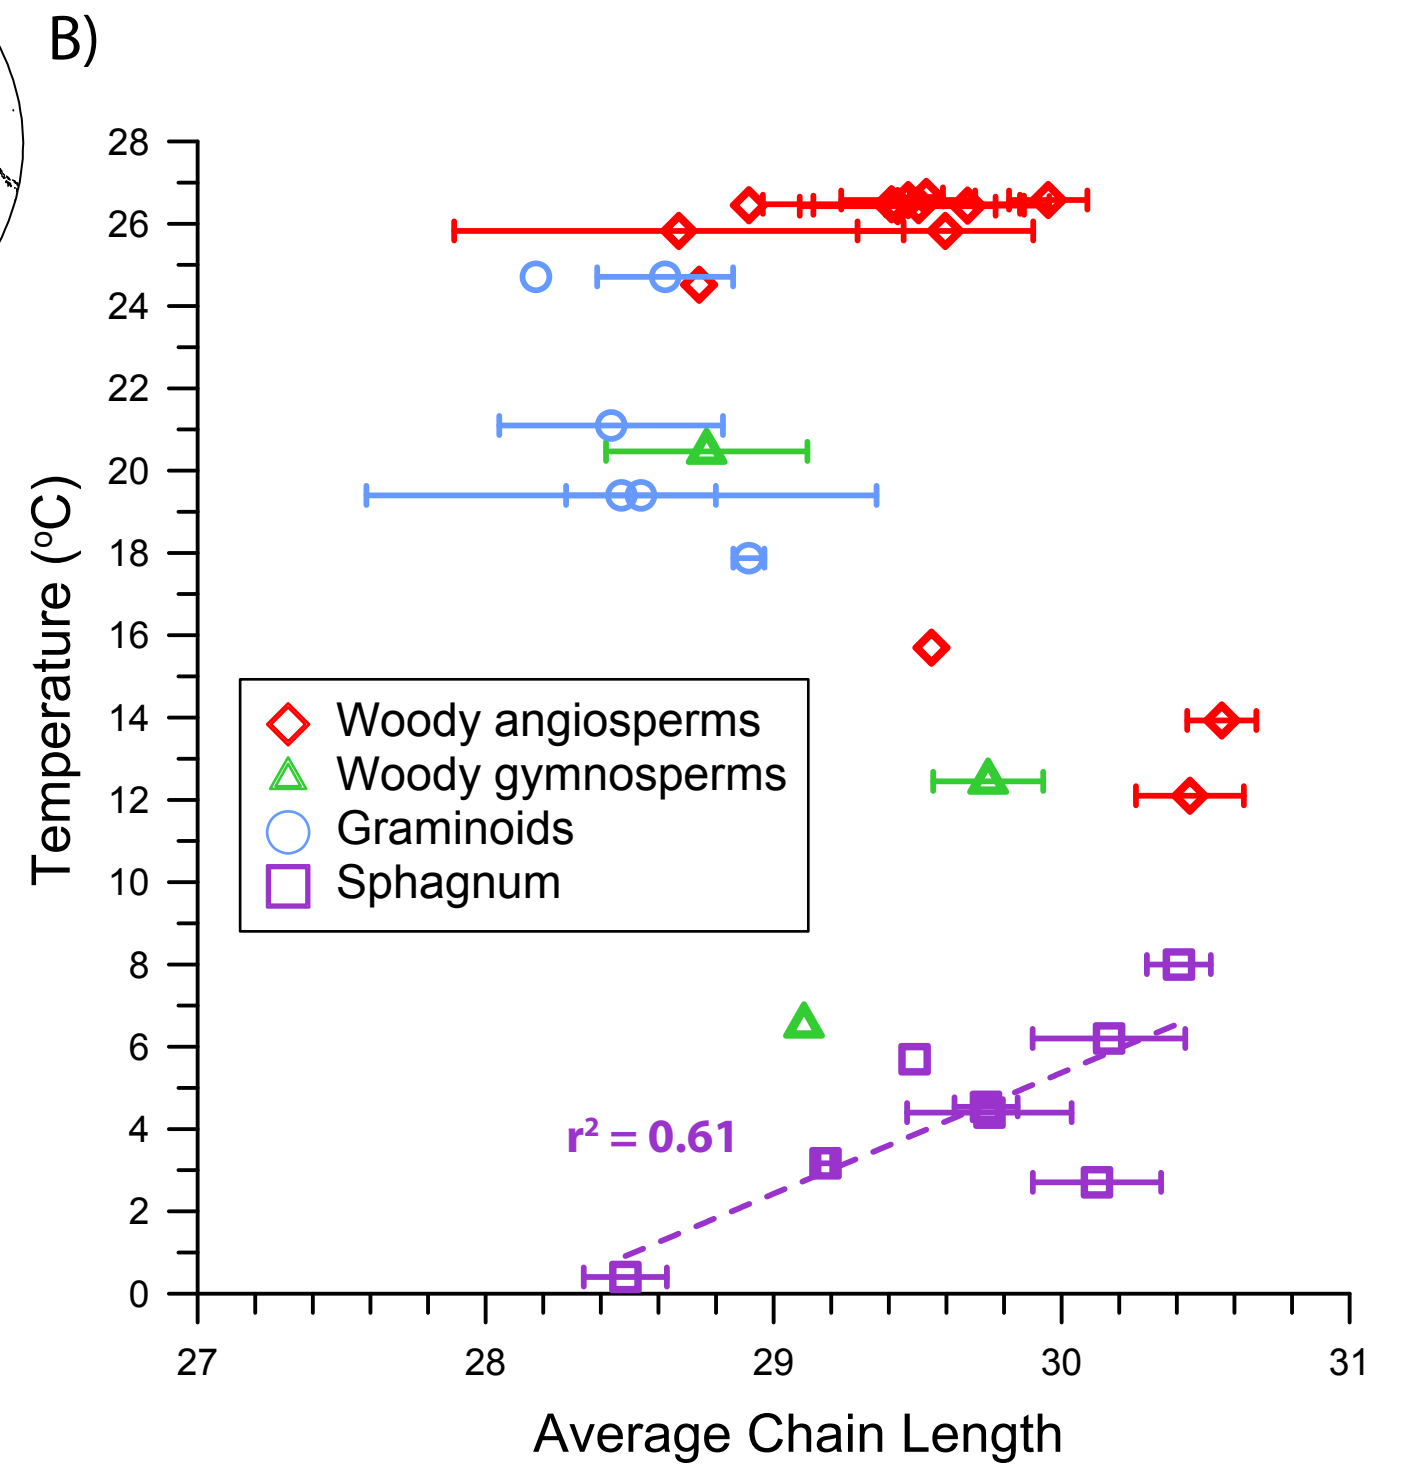 B)
28
26
24
22
20
18
16
14
12
10
8
6
4
2
0
Temperature (ºC)
Woody angiosperms
Woody gymnosperms
Graminoids
Sphagnum
r² = 0.61
27 28 29 30 31
Average Chain Length